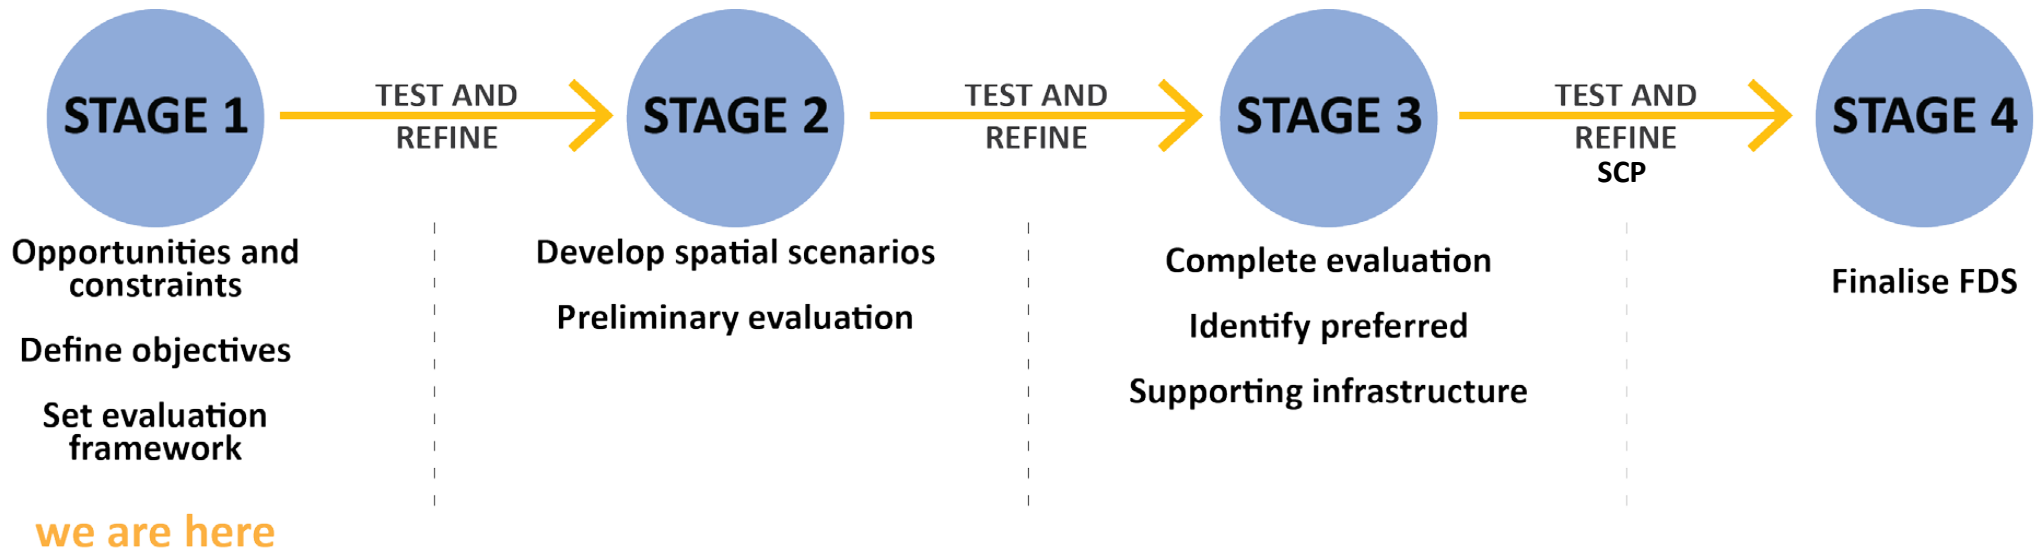 STAGE 1
TEST AND
REFINE
STAGE 2
TEST AND
REFINE
STAGE 3
TEST AND
REFINE
SCP
STAGE 4
Opportunities and
constraints
Define objectives
Set evaluation
framework
we are here
Develop spatial scenarios
Preliminary evaluation
Complete evaluation
Identify preferred
Supporting infrastructure
Finalise FDS